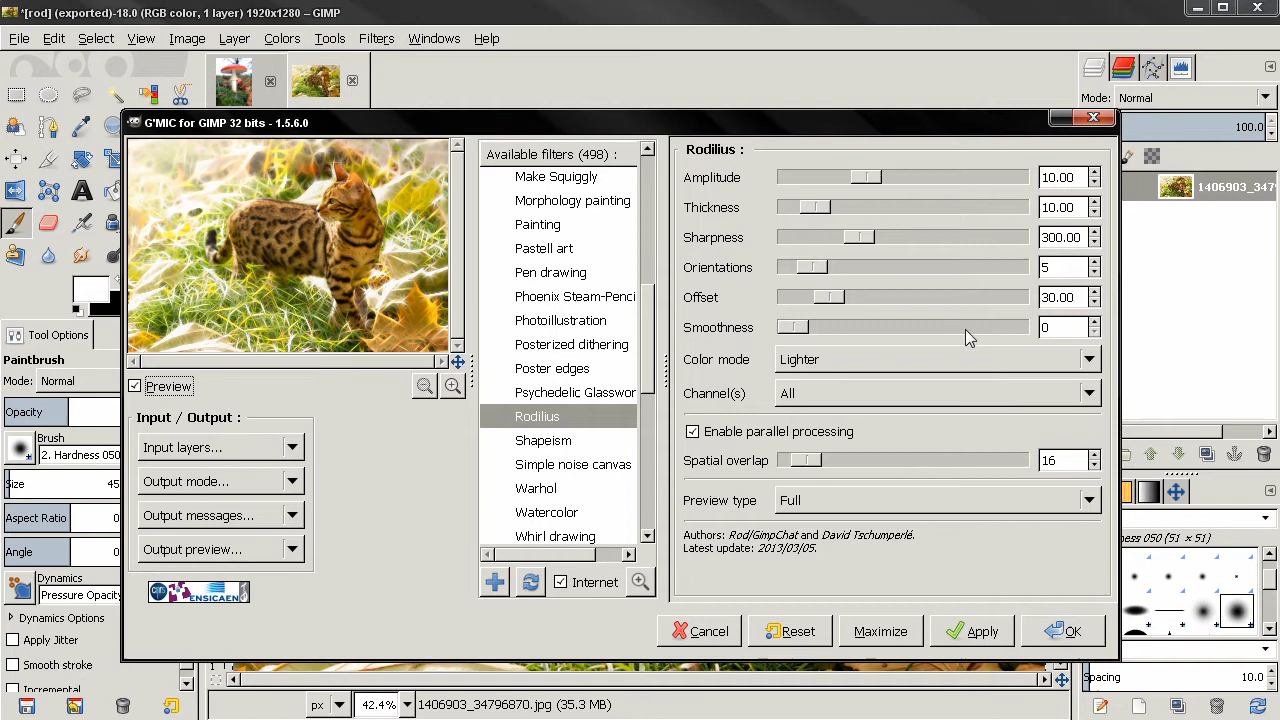 *[rod] (exported)-18.0 (RGB color, 1 layer) 1920x1280 – GIMP
File Edit Select View Image Layer Colors Tools Filters Windows Help
Mode: Normal
100.0
1406903_3479
G'MIC for GIMP 32 bits - 1.5.6.0
Preview
Input / Output :
Input layers...
Output mode...
Output messages...
Output preview...
ENSICAEN
Available filters (498) :
Make Squiggly
Morphology painting
Painting
Pastell art
Pen drawing
Phoenix Steam-Penci
Photoillustration
Posterized dithering
Poster edges
Psychedelic Glasswor
Rodilius
Shapeism
Simple noise canvas
Warhol
Watercolor
Whirl drawing
Internet
Rodilius :
Amplitude 10.00
Thickness 10.00
Sharpness 300.00
Orientations 5
Offset 30.00
Smoothness 0
Color mode Lighter
Channel(s) All
Enable parallel processing
Spatial overlap 16
Preview type Full
Authors: Rod/GimpChat and David Tschumperlé.
Latest update: 2013/03/05.
Cancel Reset Maximize Apply OK
Tool Options
Paintbrush
Mode: Normal
Opacity
Brush
2. Hardness 050
Size 45
Aspect Ratio 0
Angle 0
Dynamics
Pressure Opacity
Dynamics Options
Apply Jitter
Smooth stroke
Incremental
ness 050 (51 × 51)
Spacing 10.0
px 42.4% 1406903_34796870.jpg (35.3 MB)